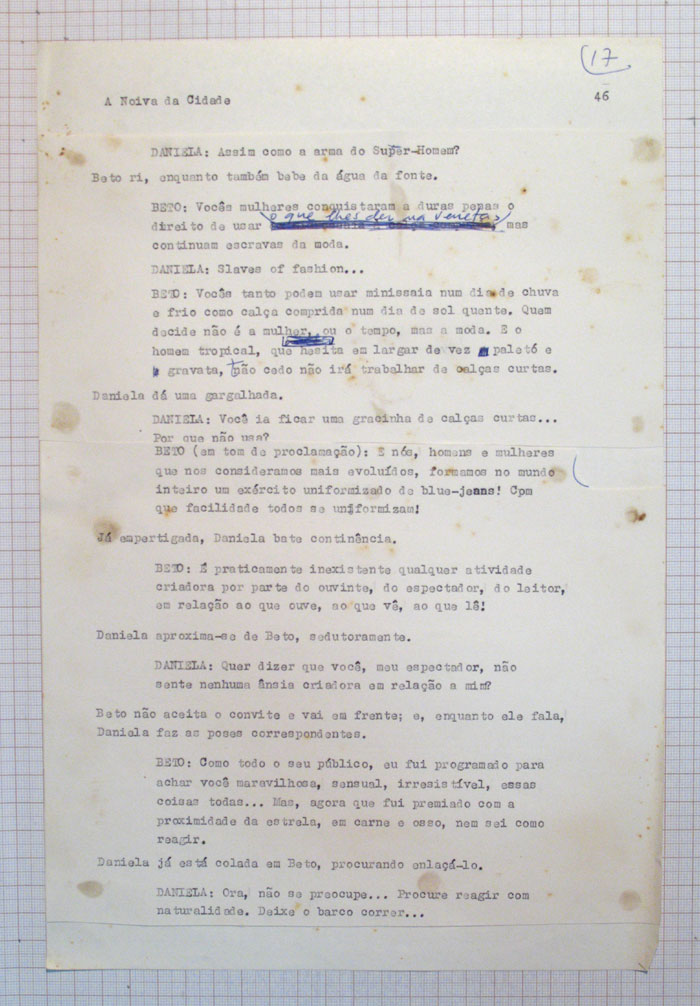 17
A Noiva da Cidade
46
DANIELA: Assim como a arma do Super-Homem?
Beto ri, enquanto também bebe da água da fonte.
BETO: Vocês mulheres conquistaram a duras penas o
o que lhes der na veneta,
direito de usar mas
continuam escravas da moda.
DANIELA: Slaves of fashion...
BETO: Vocês tanto podem usar minissaia num dia de chuva
e frio como calça comprida num dia de sol quente. Quem
decide não é a mulher, ou o tempo, mas a moda. E o
homem tropical, que hesita em largar de vez paletó e
gravata, tão cedo não irá trabalhar de calças curtas.
Daniela dá uma gargalhada.
DANIELA: Você ia ficar uma gracinha de calças curtas...
Por que não usa?
BETO (em tom de proclamação): E nós, homens e mulheres
que nos consideramos mais evoluídos, formamos no mundo
inteiro um exército uniformizado de blue-jeans! Cpm
que facilidade todos se uniformizam!
Já empertigada, Daniela bate continência.
BETO: É praticamente inexistente qualquer atividade
criadora por parte do ouvinte, do espectador, do leitor,
em relação ao que ouve, ao que vê, ao que lê!
Daniela aproxima-se de Beto, sedutoramente.
DANIELA: Quer dizer que você, meu espectador, não
sente nenhuma ânsia criadora em relação a mim?
Beto não aceita o convite e vai em frente; e, enquanto ele fala,
Daniela faz as poses correspondentes.
BETO: Como todo o seu público, eu fui programado para
achar você maravilhosa, sensual, irresistível, essas
coisas todas... Mas, agora que fui premiado com a
proximidade da estrela, em carne e osso, nem sei como
reagir.
Daniela já está colada em Beto, procurando enlaçá-lo.
DANIELA: Ora, não se preocupe... Procure reagir com
naturalidade. Deixe o barco correr...